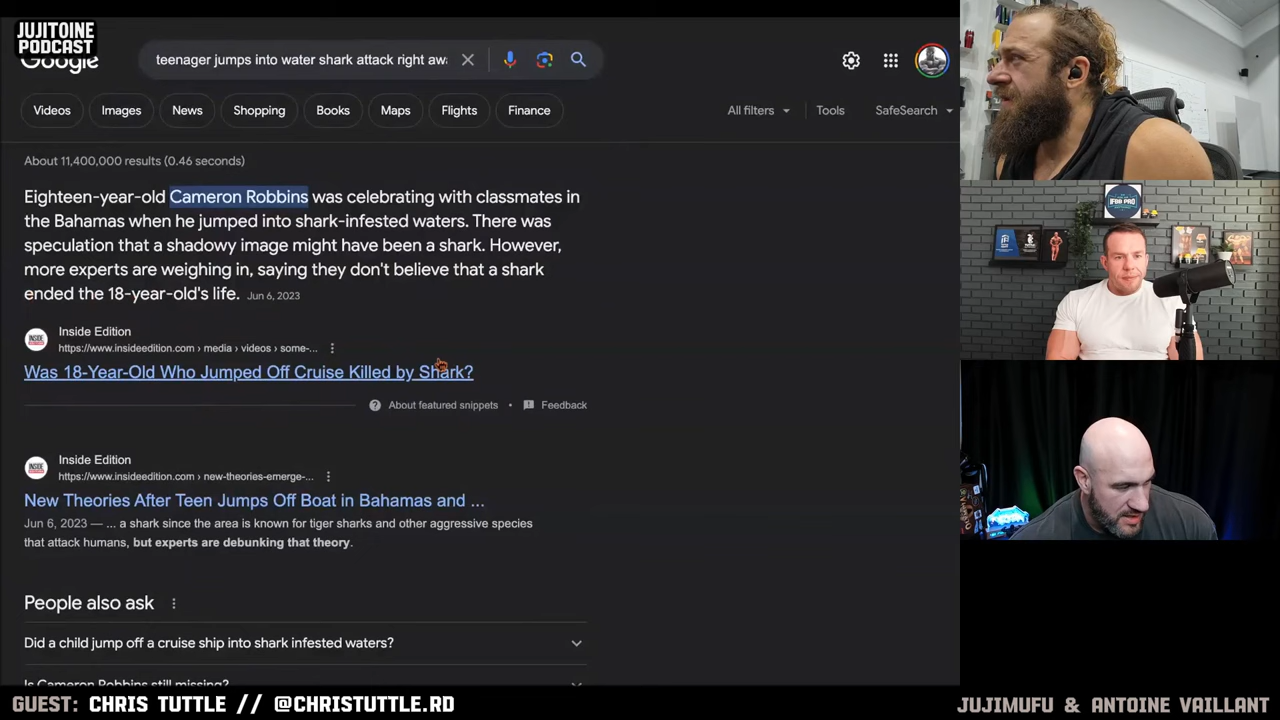 JUJITOINE
PODCAST
Google
teenager jumps into water shark attack right aw
Videos
Images
News
Shopping
Books
Maps
Flights
Finance
All filters
Tools
SafeSearch
About 11,400,000 results (0.46 seconds)
Eighteen-year-old Cameron Robbins was celebrating with classmates in
the Bahamas when he jumped into shark-infested waters. There was
speculation that a shadowy image might have been a shark. However,
more experts are weighing in, saying they don't believe that a shark
ended the 18-year-old's life. Jun 6, 2023
Inside Edition
https://www.insideedition.com › media › videos › some-...
Was 18-Year-Old Who Jumped Off Cruise Killed by Shark?
About featured snippets • Feedback
Inside Edition
https://www.insideedition.com › new-theories-emerge-...
New Theories After Teen Jumps Off Boat in Bahamas and ...
Jun 6, 2023 — ... a shark since the area is known for tiger sharks and other aggressive species
that attack humans, but experts are debunking that theory.
People also ask
Did a child jump off a cruise ship into shark infested waters?
Is Cameron Robbins still missing?
IFBB PRO
GUEST: CHRIS TUTTLE // @CHRISTUTTLE.RD
JUJIMUFU & ANTOINE VAILLANT